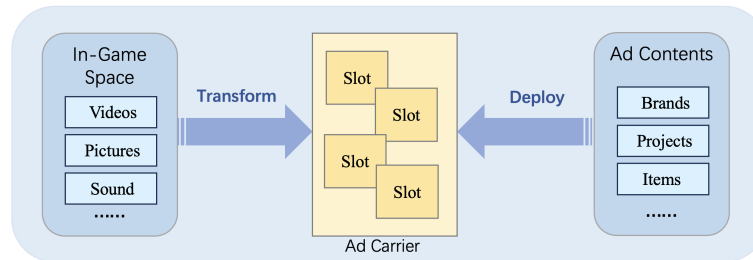 In-Game
Space
Videos
Pictures
Sound
……
Transform
Slot
Slot
Slot
Slot
Ad Carrier
Deploy
Ad Contents
Brands
Projects
Items
……